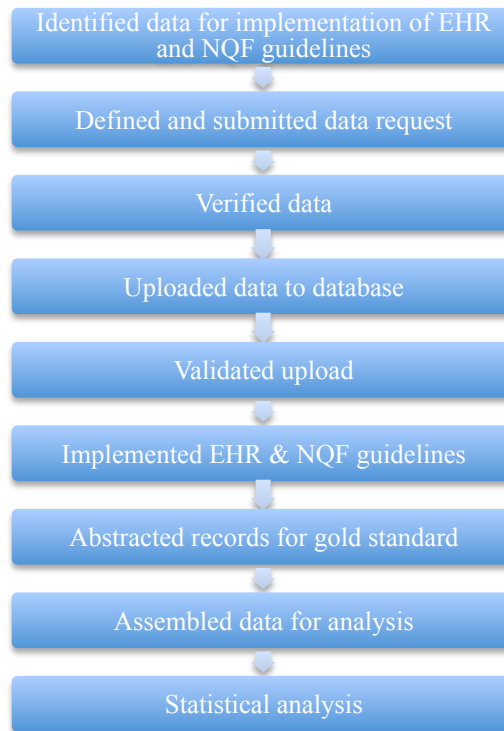 Identified data for implementation of EHR
and NQF guidelines
Defined and submitted data request
Verified data
Uploaded data to database
Validated upload
Implemented EHR & NQF guidelines
Abstracted records for gold standard
Assembled data for analysis
Statistical analysis